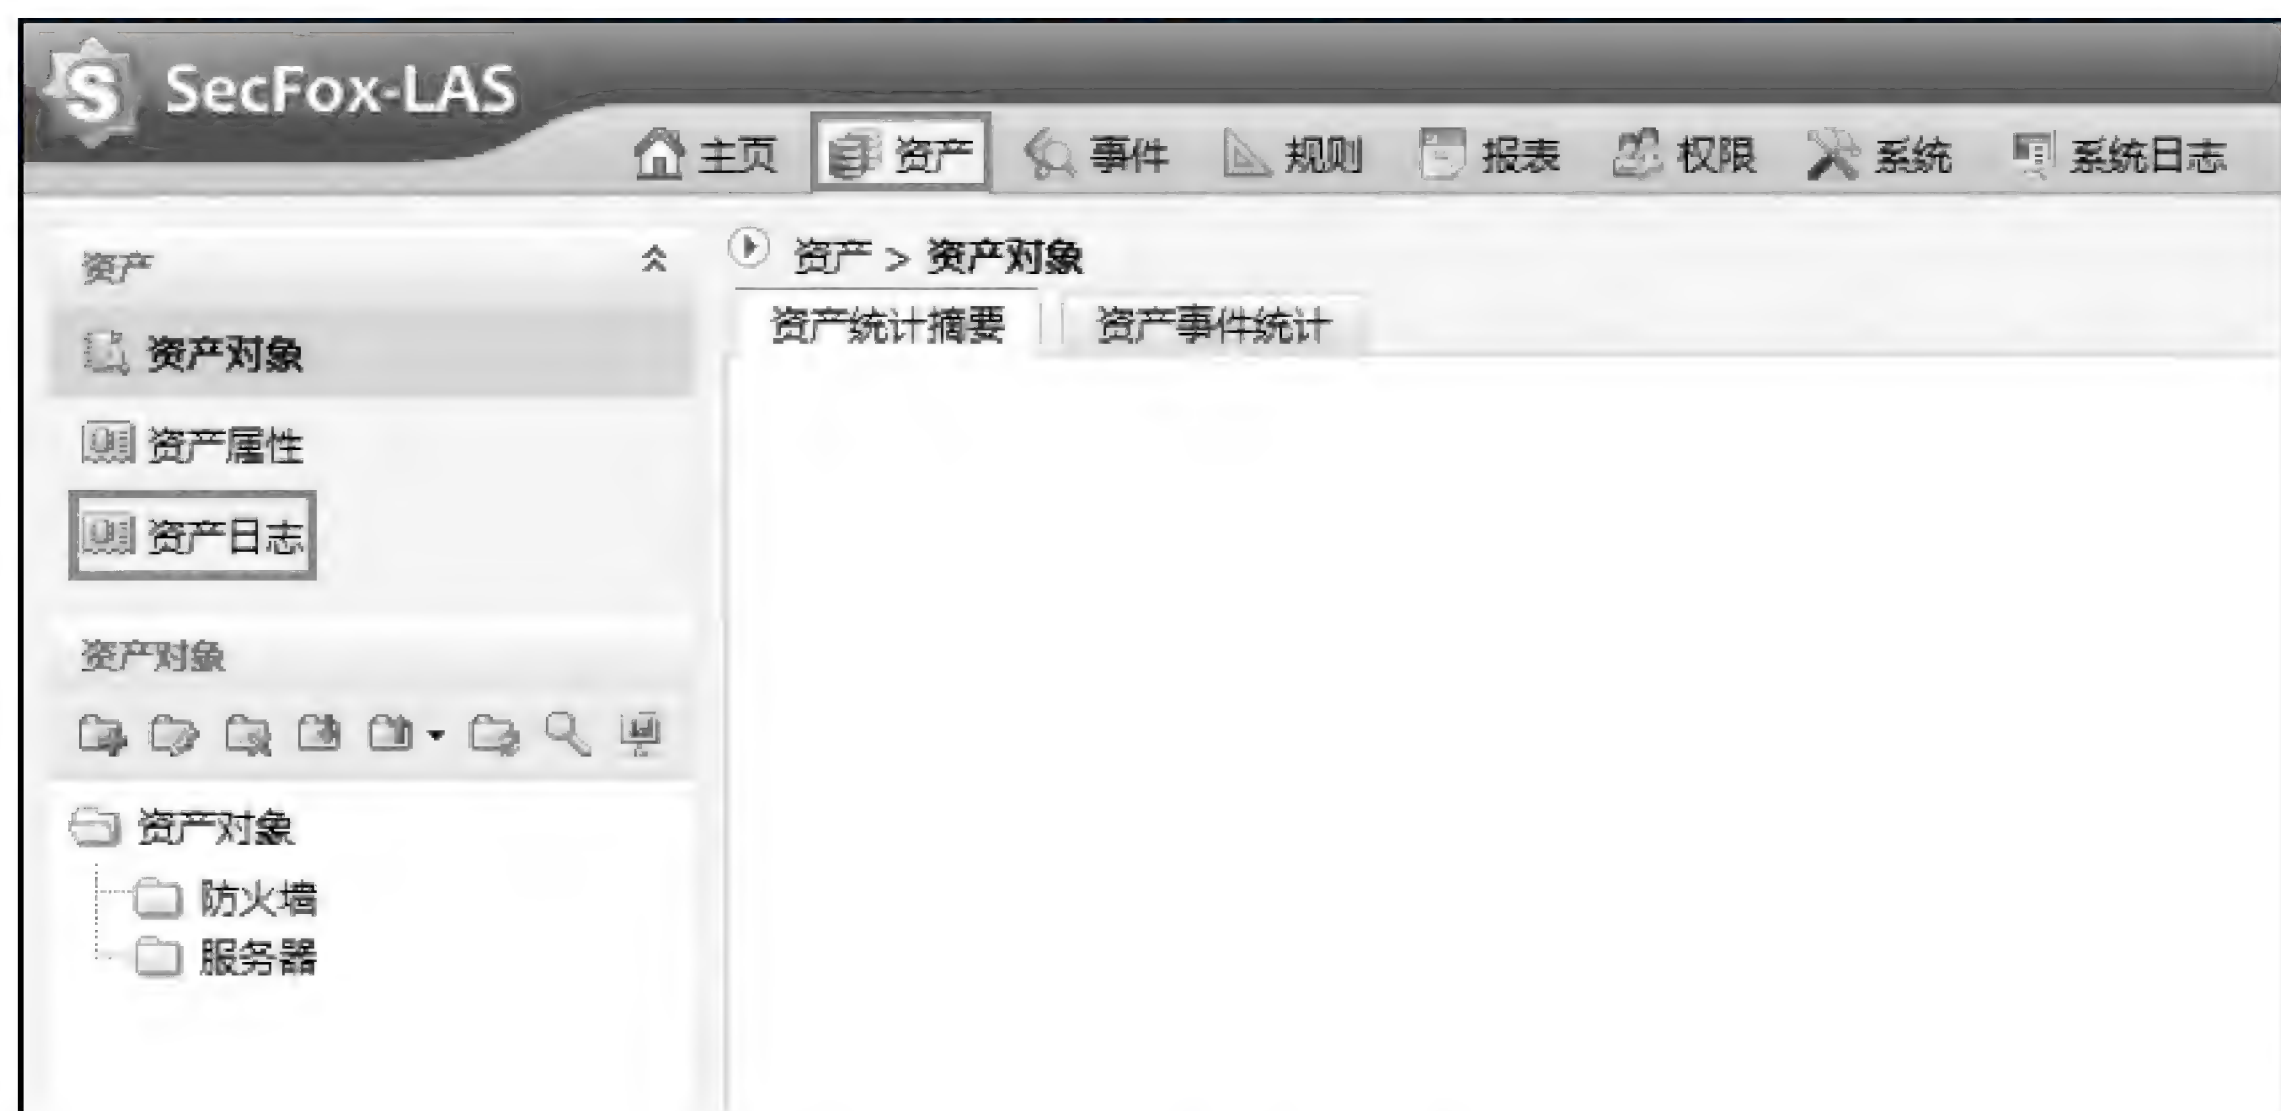 SecFox-LAS
主页 资产 事件 规则 报表 权限 系统 系统日志
资产
资产对象
资产属性
资产日志
资产对象
资产对象
防火墙
服务器
资产 > 资产对象
资产统计摘要 资产事件统计